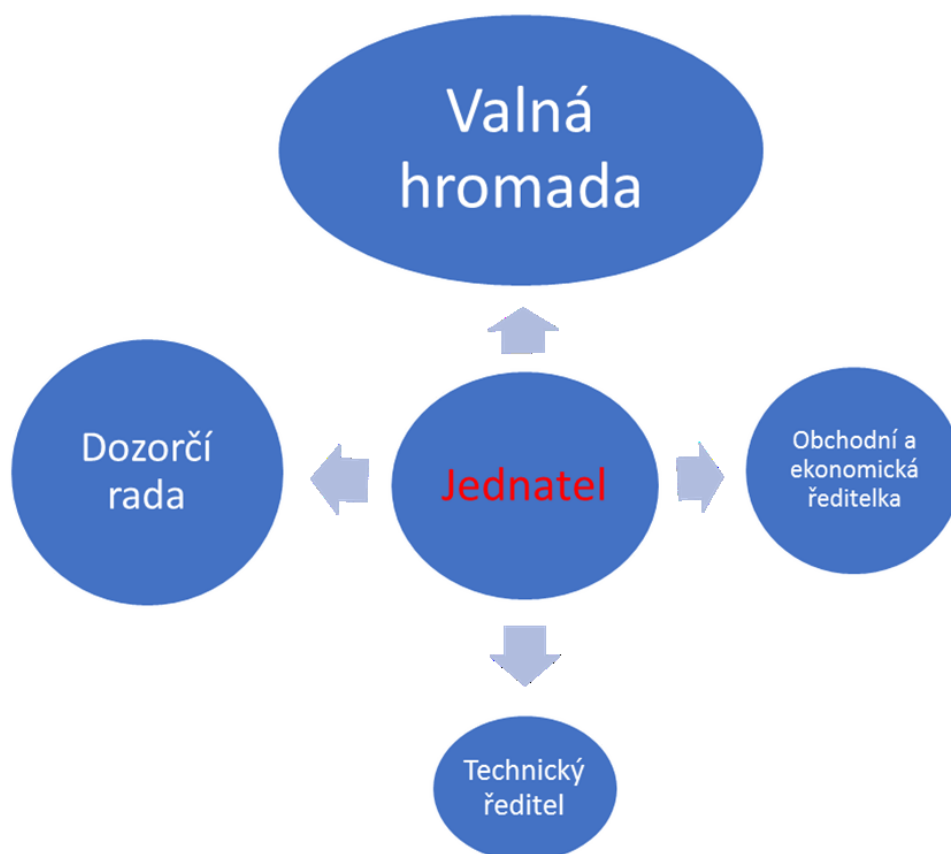 Valná
hromada
Dozorčí
rada
Jednatel
Obchodní a
ekonomická
ředitelka
Technický
ředitel